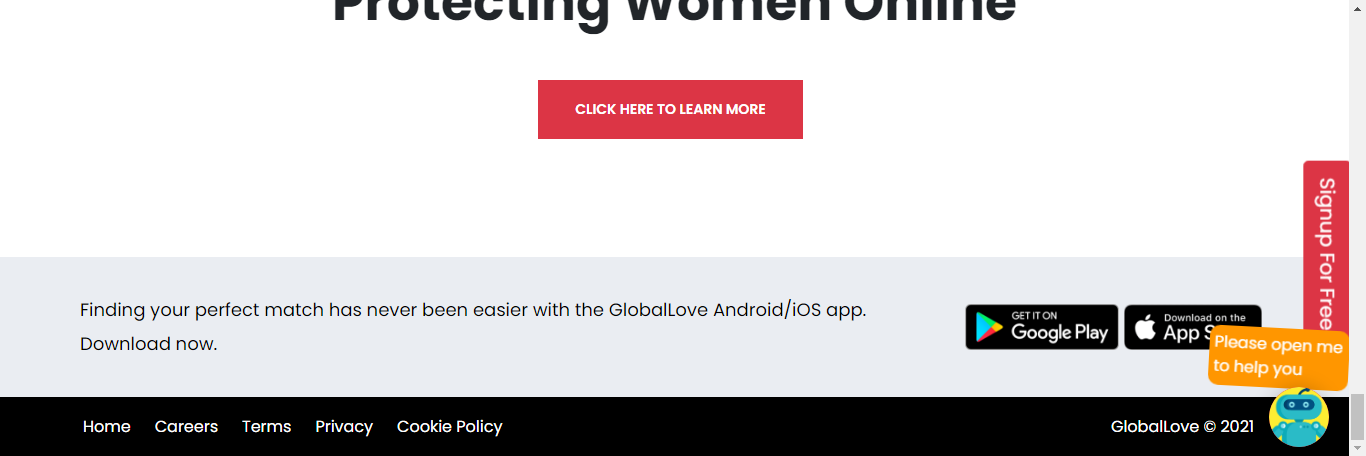 Protecting Women Online
CLICK HERE TO LEARN MORE
Signup For Free
Finding your perfect match has never been easier with the GlobalLove Android/iOS app.
Download now.
GET IT ON
Google Play
Download on the
App S
Please open me
to help you
Home Careers Terms Privacy Cookie Policy
GlobalLove © 2021